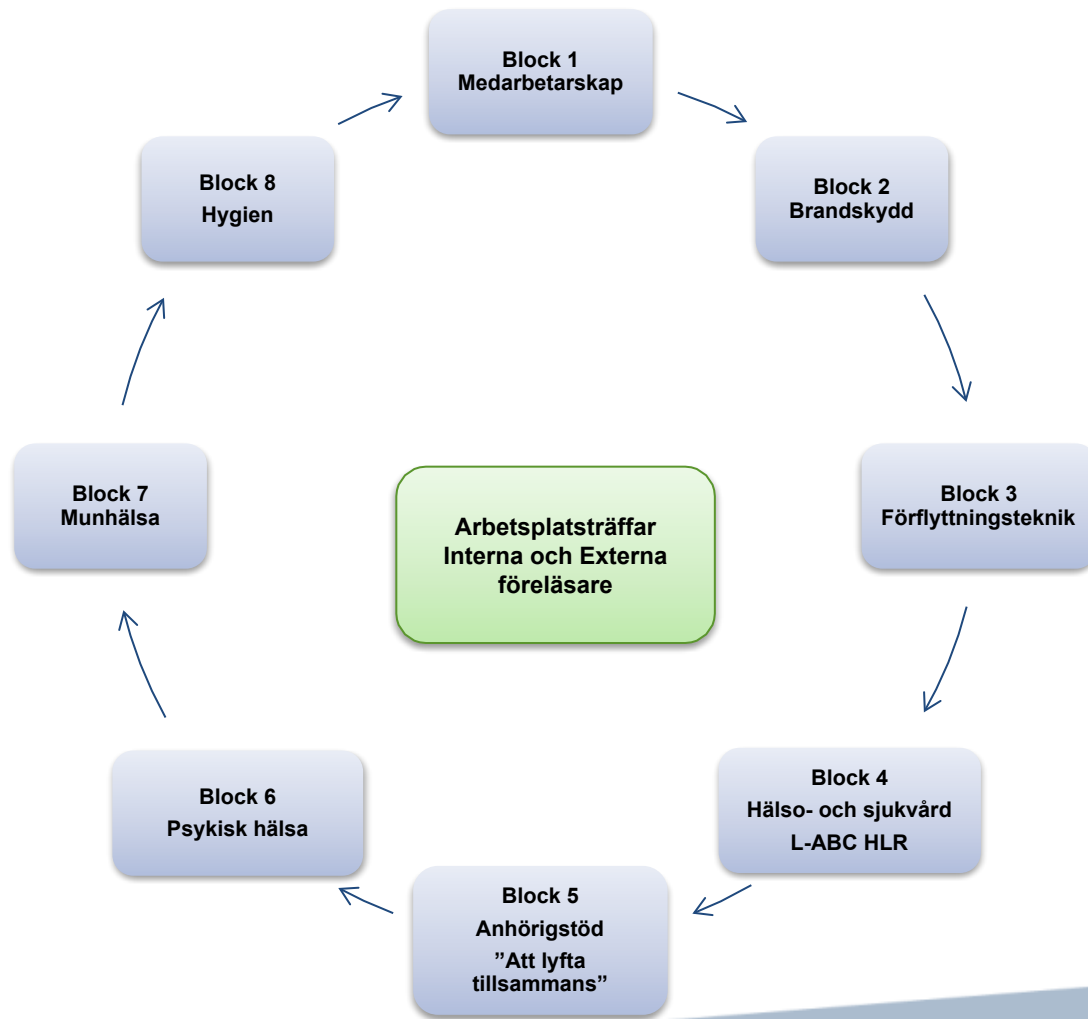 Block 1
Medarbetarskap
Block 2
Brandskydd
Block 3
Förflyttningsteknik
Block 4
Hälso- och sjukvård
L-ABC HLR
Block 5
Anhörigstöd
”Att lyfta
tillsammans”
Block 6
Psykisk hälsa
Block 7
Munhälsa
Block 8
Hygien
Arbetsplatsträffar
Interna och Externa
föreläsare